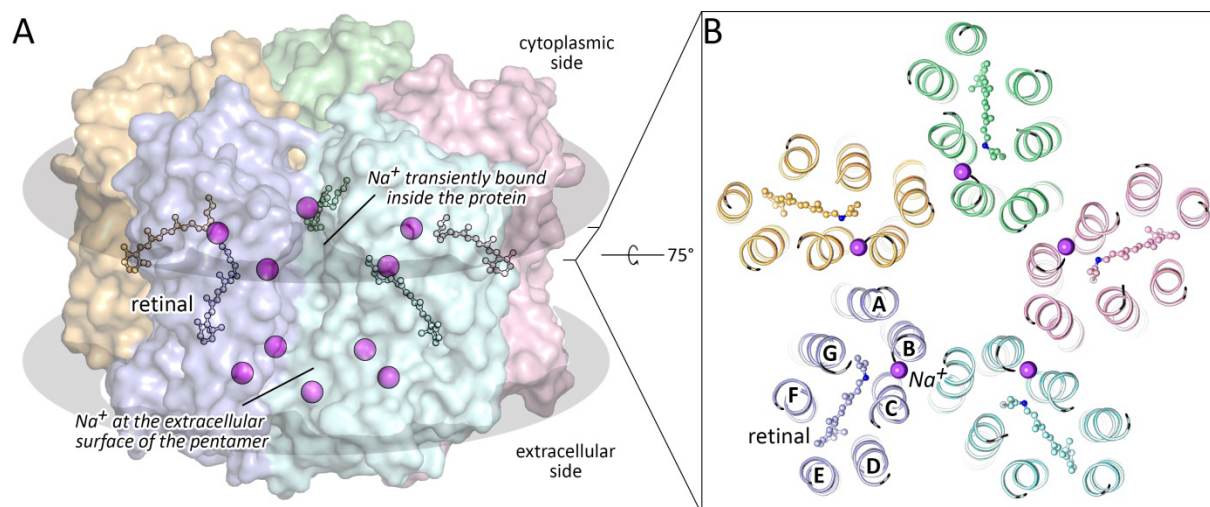 A
cytoplasmic
side
Na⁺ transiently bound
inside the protein
retinal
Na⁺ at the extracellular
surface of the pentamer
extracellular
side
75°
B
A
G
B
Na⁺
F
C
retinal
E
D